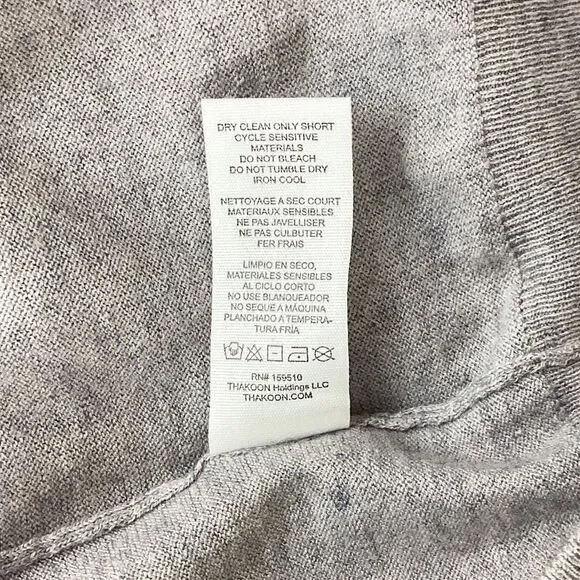 DRY CLEAN ONLY SHORT
CYCLE SENSITIVE
MATERIALS
DO NOT BLEACH
DO NOT TUMBLE DRY
IRON COOL
NETTOYAGE A SEC COURT
MATERIAUX SENSIBLES
NE PAS JAVELLISER
NE PAS CULBUTER
FER FRAIS
LIMPIO EN SECO,
MATERIALES SENSIBLES
AL CICLO CORTO
NO USE BLANQUEADOR
NO SEQUE A MÁQUINA
PLANCHADO A TEMPERA-
TURA FRÍA
RN# 159510
THAKOON Holdings LLC
THAKOON.COM